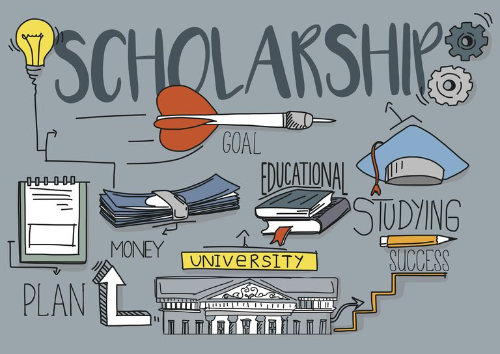 SCHOLARSHIP
GOAL
EDUCATIONAL
STUDYING
MONEY
UNIVERSITY
SUCCESS
PLAN